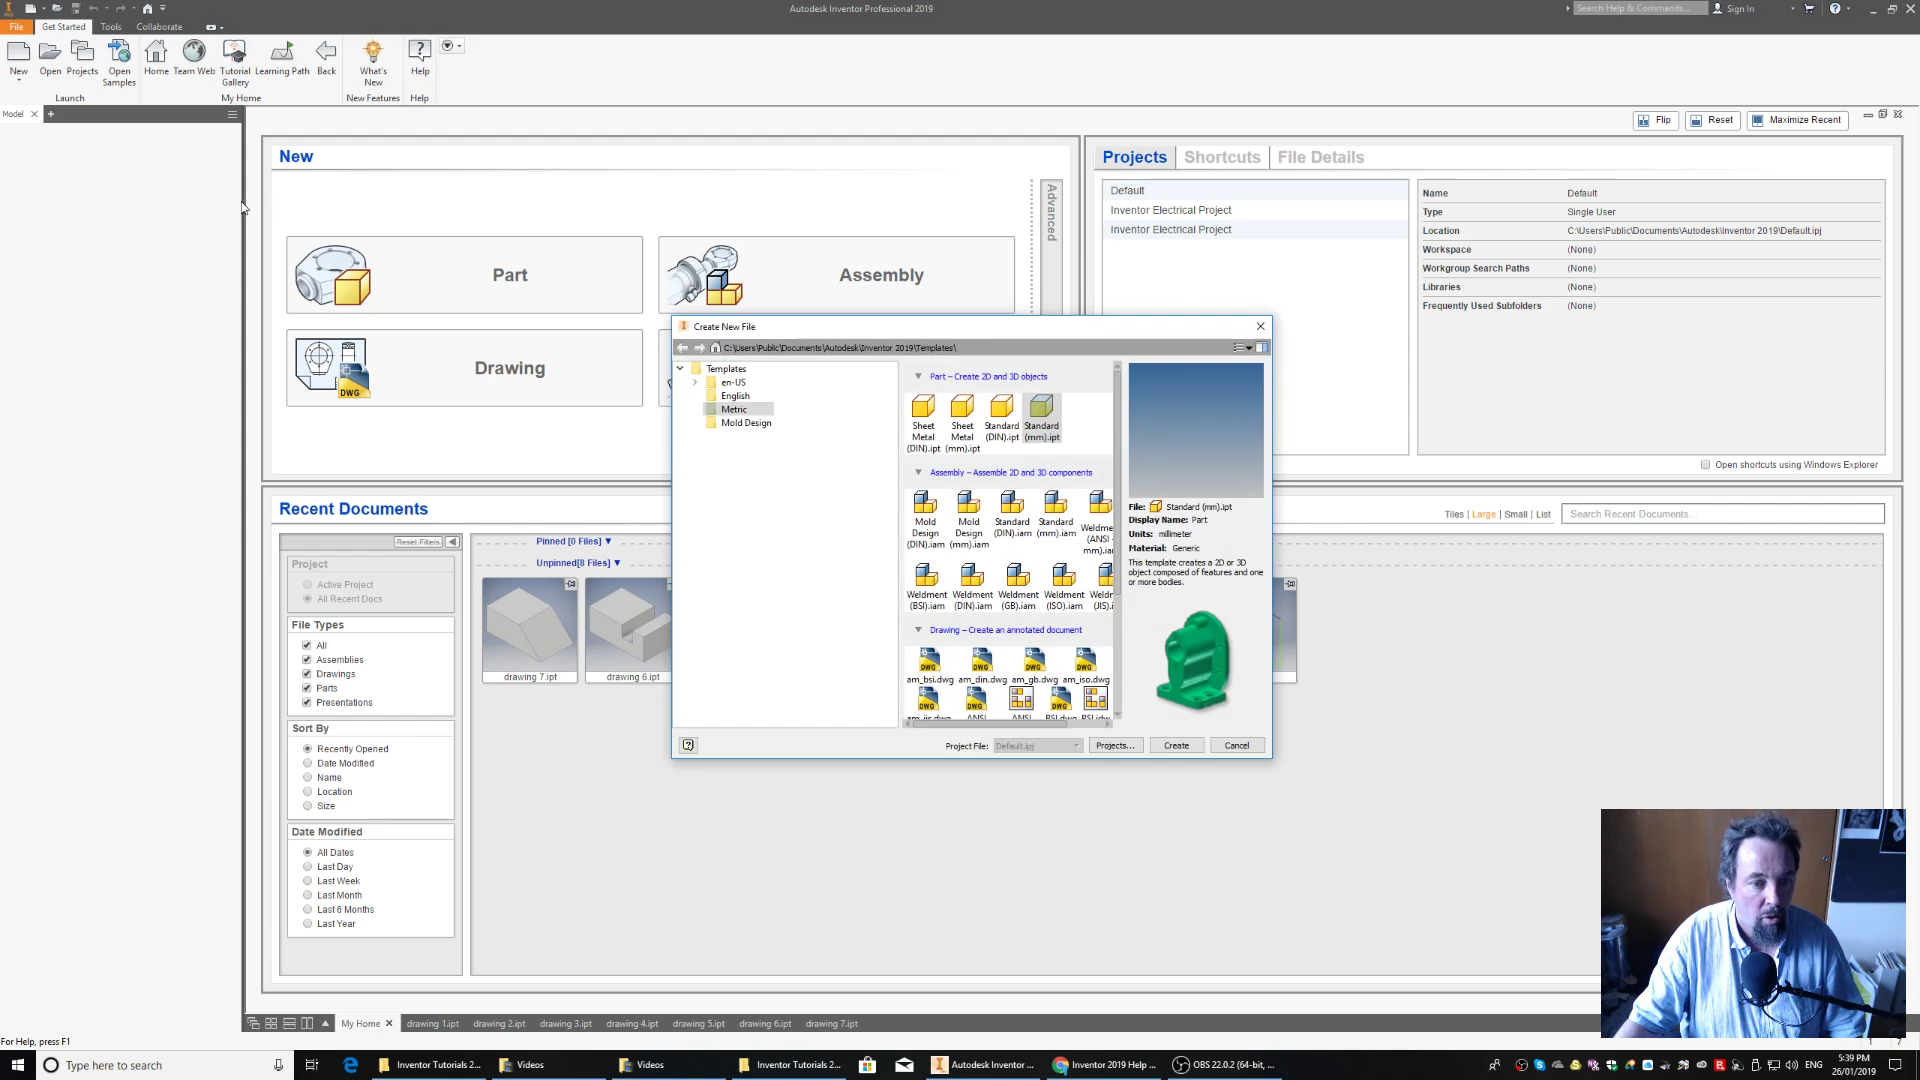 Autodesk Inventor Professional 2019
Search Help & Commands...
Sign In
File
Get Started
Tools
Collaborate
New
Open
Projects
Open Samples
Home
Team Web
Tutorial Gallery
Learning Path
Back
What's New
Help
Launch
My Home
New Features
Help
Model
Flip
Reset
Maximize Recent
New
Part
Assembly
Drawing
Advanced
Projects
Shortcuts
File Details
Default
Inventor Electrical Project
Inventor Electrical Project
Name Default
Type Single User
Location C:\Users\Public\Documents\Autodesk\Inventor 2019\Default.ipj
Workspace (None)
Workgroup Search Paths (None)
Libraries (None)
Frequently Used Subfolders (None)
Open shortcuts using Windows Explorer
Create New File
C:\Users\Public\Documents\Autodesk\Inventor 2019\Templates\
Templates
en-US
English
Metric
Mold Design
Part – Create 2D and 3D objects
Sheet Metal (DIN).ipt
Sheet Metal (mm).ipt
Standard (DIN).ipt
Standard (mm).ipt
Assembly – Assemble 2D and 3D components
Mold Design (DIN).iam
Mold Design (mm).iam
Standard (DIN).iam
Standard (mm).iam
Weldment (ANSI - mm).iam
Weldment (BSI).iam
Weldment (DIN).iam
Weldment (GB).iam
Weldment (ISO).iam
Drawing – Create an annotated document
am_bsi.dwg
am_din.dwg
am_gb.dwg
am_iso.dwg
File: Standard (mm).ipt
Display Name: Part
Units: millimeter
Material: Generic
This template creates a 2D or 3D
object composed of features and one
or more bodies.
Project File: Default.ipj
Projects...
Create
Cancel
Recent Documents
Tiles | Large | Small | List
Search Recent Documents...
Reset Filters
Project
Active Project
All Recent Docs
File Types
All
Assemblies
Drawings
Parts
Presentations
Sort By
Recently Opened
Date Modified
Name
Location
Size
Date Modified
All Dates
Last Day
Last Week
Last Month
Last 6 Months
Last Year
Pinned [0 Files]
Unpinned[8 Files]
drawing 7.ipt
drawing 6.ipt
My Home
drawing 1.ipt
drawing 2.ipt
drawing 3.ipt
drawing 4.ipt
drawing 5.ipt
drawing 6.ipt
drawing 7.ipt
For Help, press F1
Type here to search
Inventor Tutorials 2...
Videos
Videos
Inventor Tutorials 2...
Autodesk Inventor ...
Inventor 2019 Help ...
OBS 22.0.2 (64-bit, ...
ENG
5:39 PM
26/01/2019